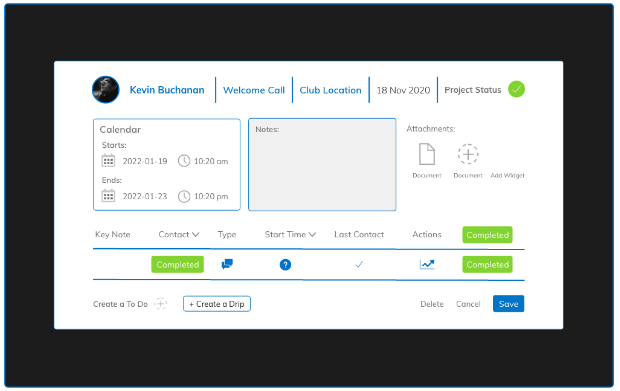 Kevin Buchanan Welcome Call Club Location 18 Nov 2020 Project Status
Calendar
Starts:
2022-01-19 10:20 am
Ends:
2022-01-23 10:20 pm
Notes:
Attachments:
Document Document Add Widget
Key Note Contact Type Start Time Last Contact Actions Completed
Completed ? Completed
Create a To Do + Create a Drip Delete Cancel Save